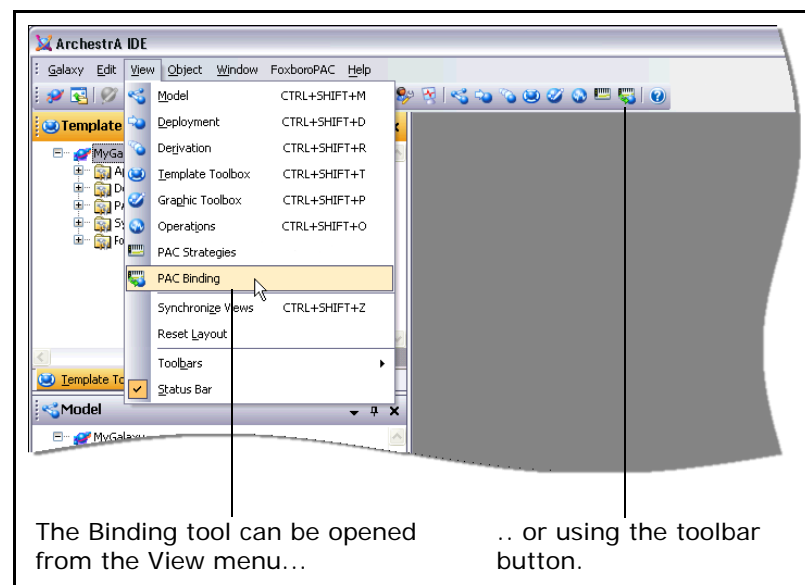 ArchestrA IDE
Galaxy Edit View Object Window FoxboroPAC Help
Model CTRL+SHIFT+M
Template
Deployment CTRL+SHIFT+D
MyGa
Derivation CTRL+SHIFT+R
Template Toolbox CTRL+SHIFT+T
Graphic Toolbox CTRL+SHIFT+P
Operations CTRL+SHIFT+O
PAC Strategies
PAC Binding
Synchronize Views CTRL+SHIFT+Z
Reset Layout
Toolbars
Template To
Status Bar
Model
MyGalaxy
The Binding tool can be opened
from the View menu...
.. or using the toolbar
button.